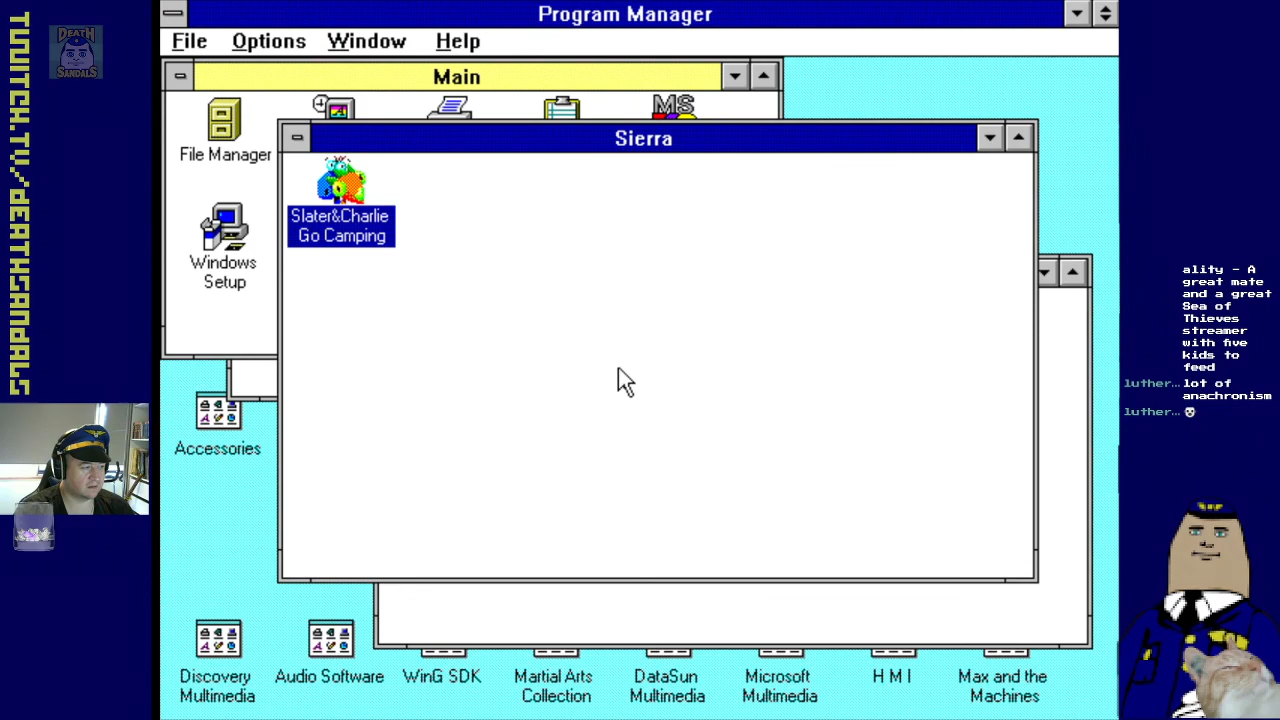 TWITCH.TV/DEATHSANDALS
DEATH
SANDALS
Program Manager
File Options Window Help
Main
File Manager
MS
Windows
Setup
Sierra
Slater&Charlie
Go Camping
Accessories
Discovery
Multimedia
Audio Software
WinG SDK
Martial Arts
Collection
DataSun
Multimedia
Microsoft
Multimedia
H M I
Max and the
Machines
ality - A
great mate
and a great
Sea of
Thieves
streamer
with five
kids to
feed
luther… lot of
anachronism
luther…